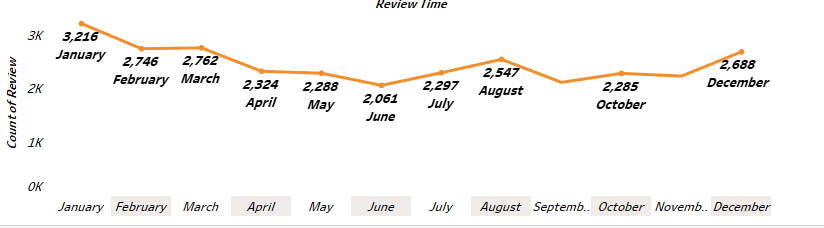 Review Time
Count of Review
3K
2K
1K
0K
3,216
January
2,746
February
2,762
March
2,324
April
2,288
May
2,061
June
2,297
July
2,547
August
2,285
October
2,688
December
January February March April May June July August Septemb.. October Novemb.. December